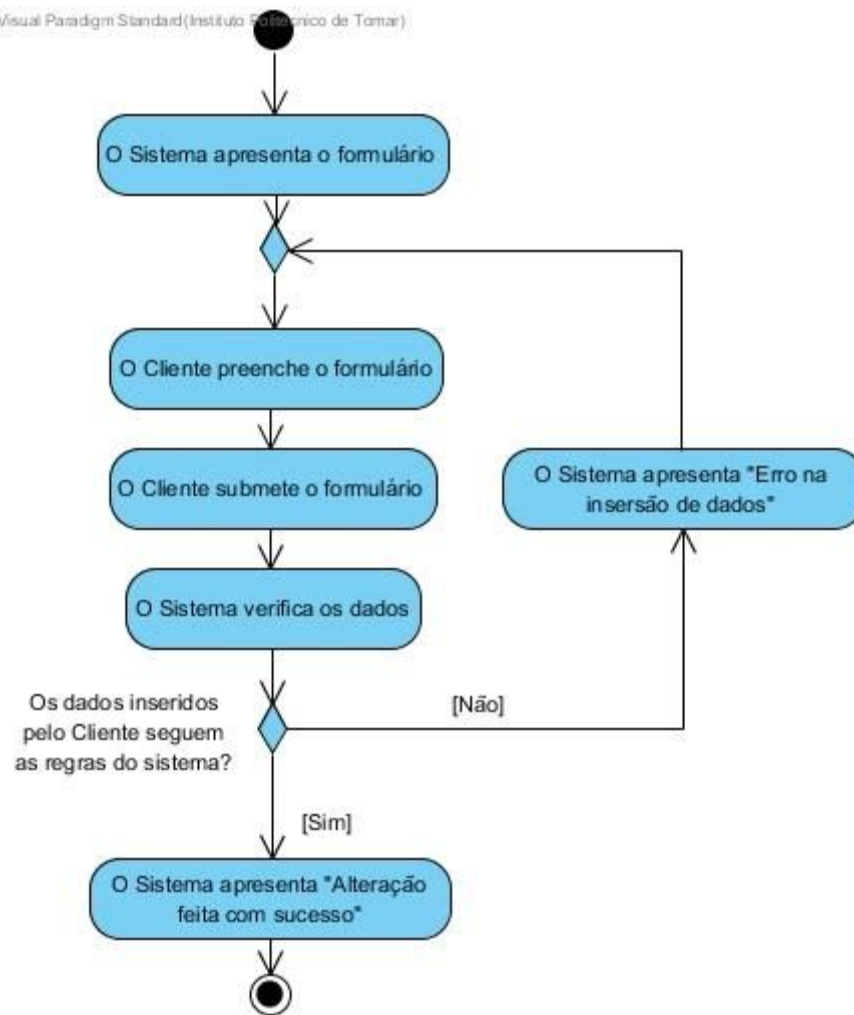 Visual Paradigm Standard(Instituto Politécnico de Tomar)
O Sistema apresenta o formulário
O Cliente preenche o formulário
O Cliente submete o formulário
O Sistema apresenta "Erro na
insersão de dados"
O Sistema verifica os dados
Os dados inseridos
pelo Cliente seguem
as regras do sistema?
[Não]
[Sim]
O Sistema apresenta "Alteração
feita com sucesso"